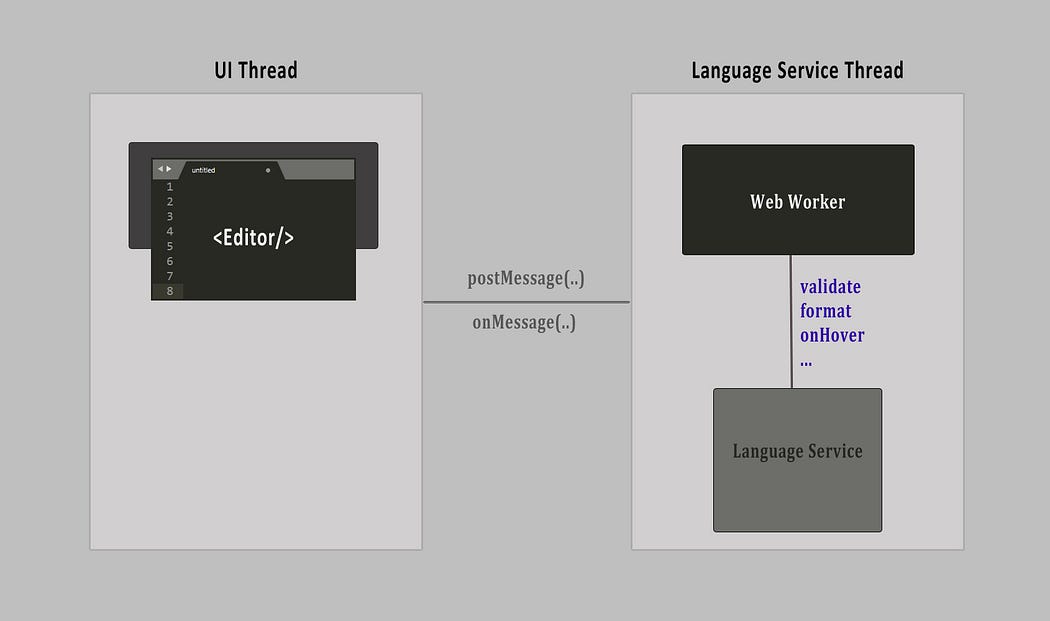 UI Thread
Language Service Thread
untitled
1
2
3
4
5
6
7
8
<Editor/>
postMessage(..)
onMessage(..)
Web Worker
validate
format
onHover
...
Language Service